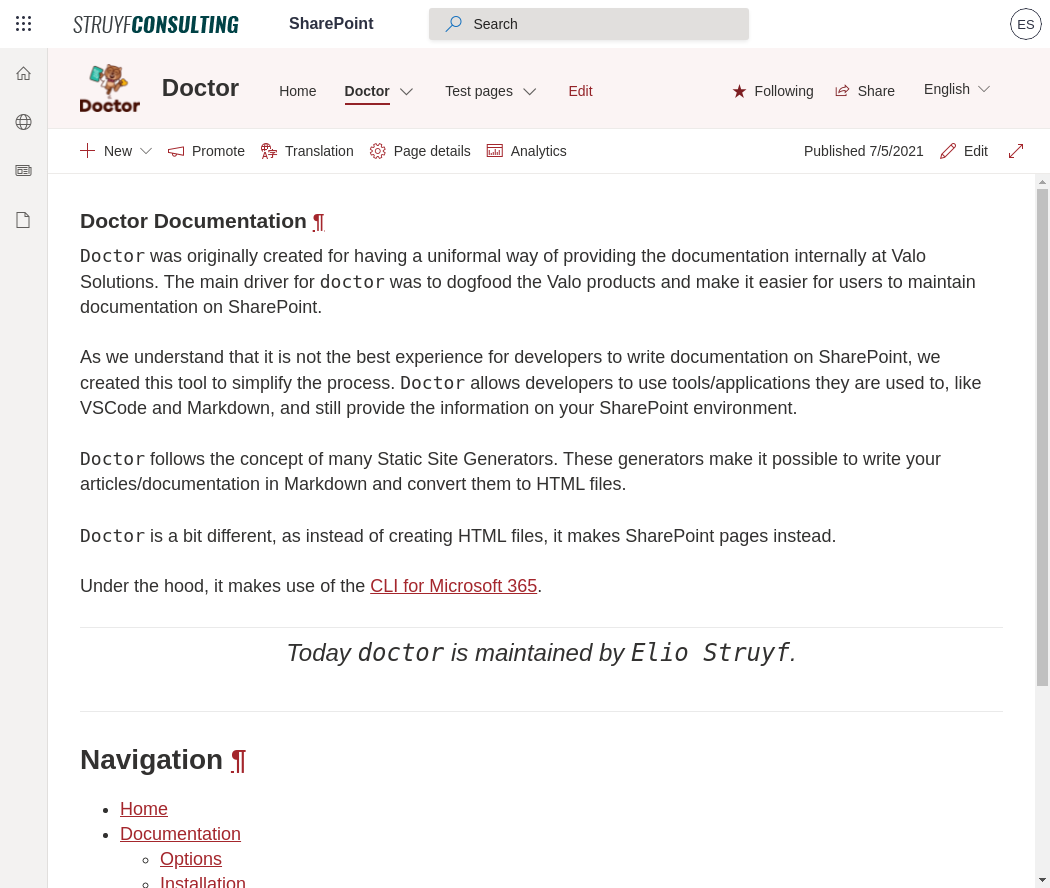 STRUYFCONSULTING SharePoint Search ES
Doctor Doctor Home Doctor Test pages Edit Following Share English
New Promote Translation Page details Analytics Published 7/5/2021 Edit
Doctor Documentation ¶
Doctor was originally created for having a uniformal way of providing the documentation internally at Valo
Solutions. The main driver for doctor was to dogfood the Valo products and make it easier for users to maintain
documentation on SharePoint.
As we understand that it is not the best experience for developers to write documentation on SharePoint, we
created this tool to simplify the process. Doctor allows developers to use tools/applications they are used to, like
VSCode and Markdown, and still provide the information on your SharePoint environment.
Doctor follows the concept of many Static Site Generators. These generators make it possible to write your
articles/documentation in Markdown and convert them to HTML files.
Doctor is a bit different, as instead of creating HTML files, it makes SharePoint pages instead.
Under the hood, it makes use of the CLI for Microsoft 365.
Today doctor is maintained by Elio Struyf.
Navigation ¶
Home
Documentation
Options
Installation